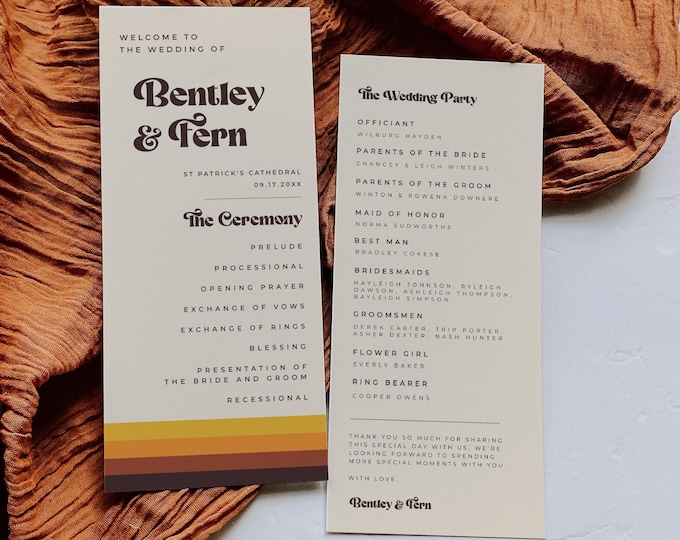 WELCOME TO
THE WEDDING OF
Bentley
& Fern
ST PATRICK'S CATHEDRAL
09.17.20XX
The Ceremony
PRELUDE
PROCESSIONAL
OPENING PRAYER
EXCHANGE OF VOWS
EXCHANGE OF RINGS
BLESSING
PRESENTATION OF
THE BRIDE AND GROOM
RECESSIONAL
The Wedding Party
OFFICIANT
WILBURG HAYDEN
PARENTS OF THE BRIDE
CHANCEY & LEIGH WINTERS
PARENTS OF THE GROOM
WINTON & ROWENA DOWNERE
MAID OF HONOR
NORMA SUDWORTHE
BEST MAN
BRADLEY COKESE
BRIDESMAIDS
HAYLEIGH JOHNSON, RYLEIGH
DAWSON, ASHLEIGH THOMPSON,
BAYLEIGH SIMPSON
GROOMSMEN
DEREK CARTER, TRIP PORTER,
ASHER DEXTER, NASH HUNTER
FLOWER GIRL
EVERLY BAKER
RING BEARER
COOPER OWENS
THANK YOU SO MUCH FOR SHARING
THIS SPECIAL DAY WITH US, WE'RE
LOOKING FORWARD TO SPENDING
MORE SPECIAL MOMENTS WITH YOU.
WITH LOVE,
Bentley & Fern